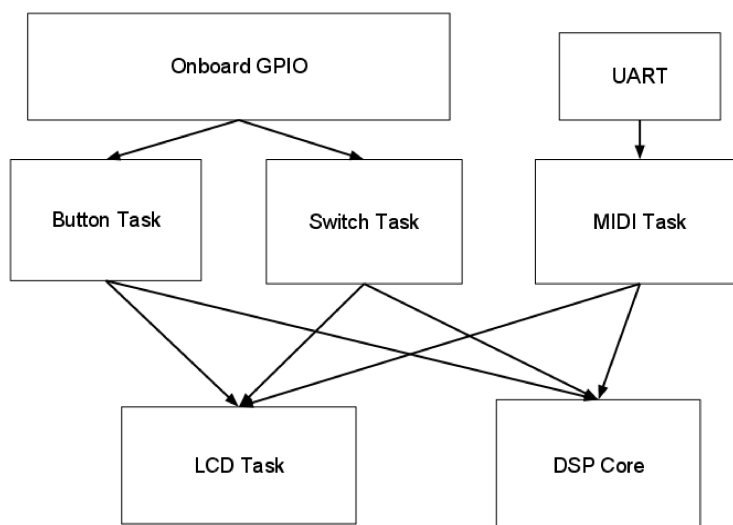 Onboard GPIO
UART
Button Task
Switch Task
MIDI Task
LCD Task
DSP Core